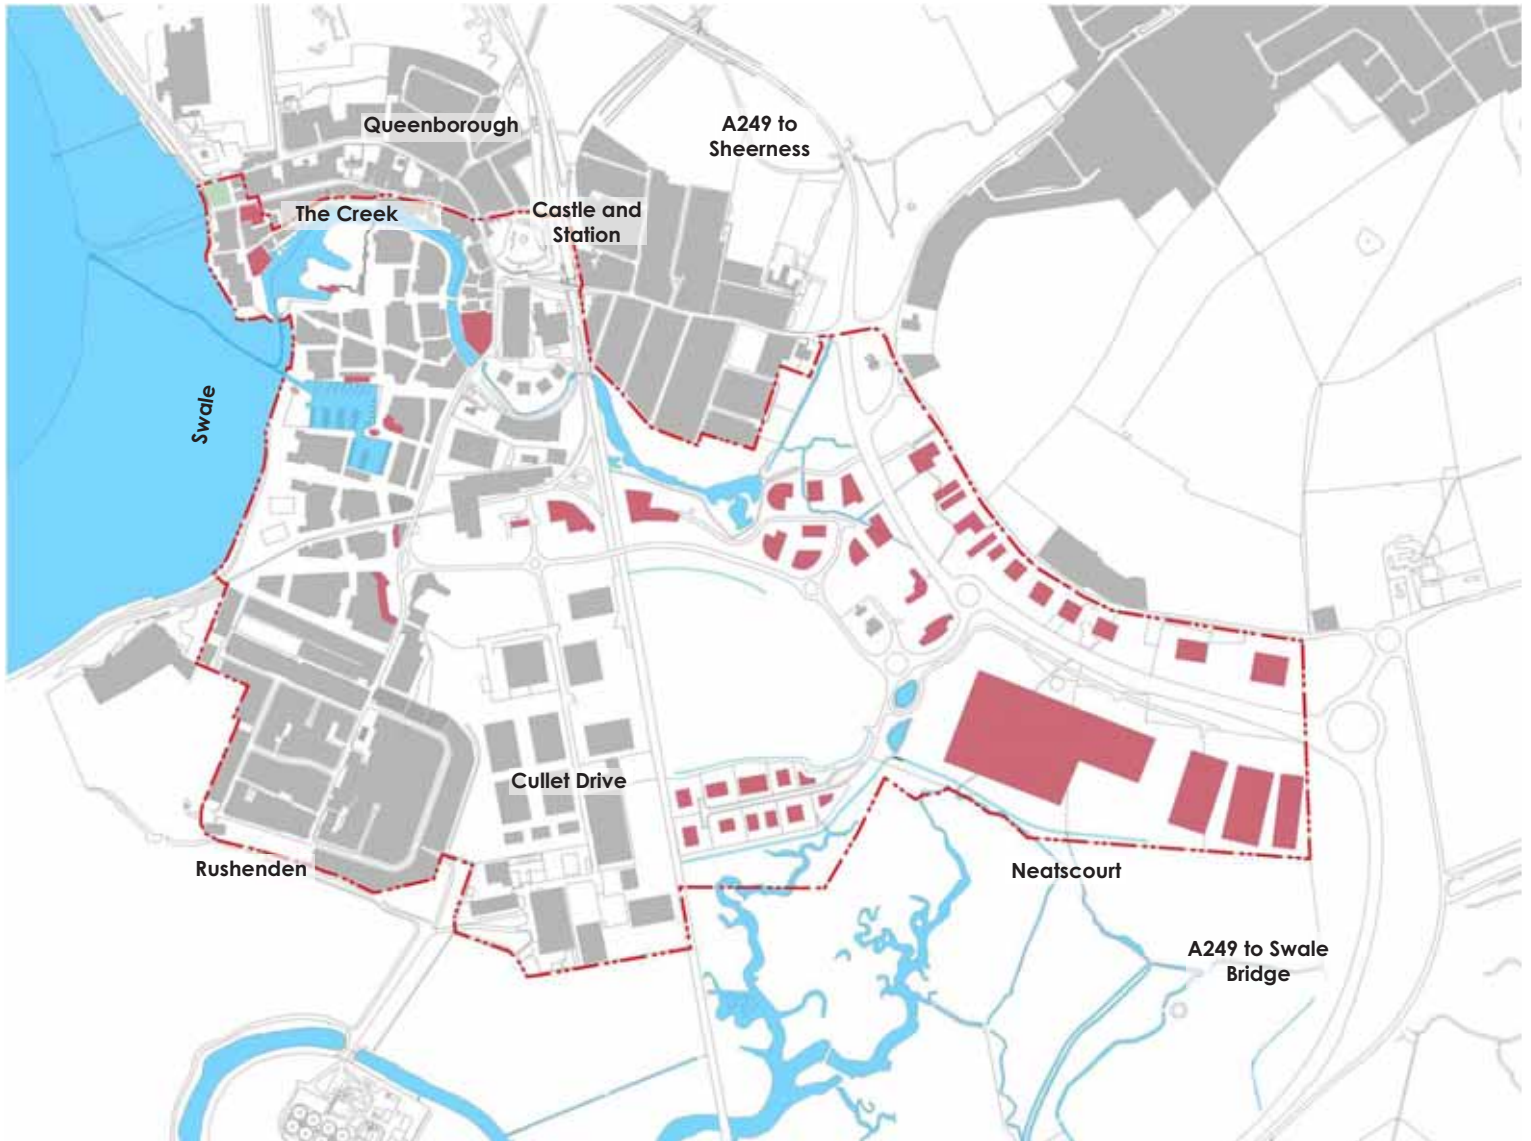 Queenborough
A249 to
Sheerness
The Creek
Castle and
Station
Swale
Cullet Drive
Rushenden
Neatscourt
A249 to Swale
Bridge